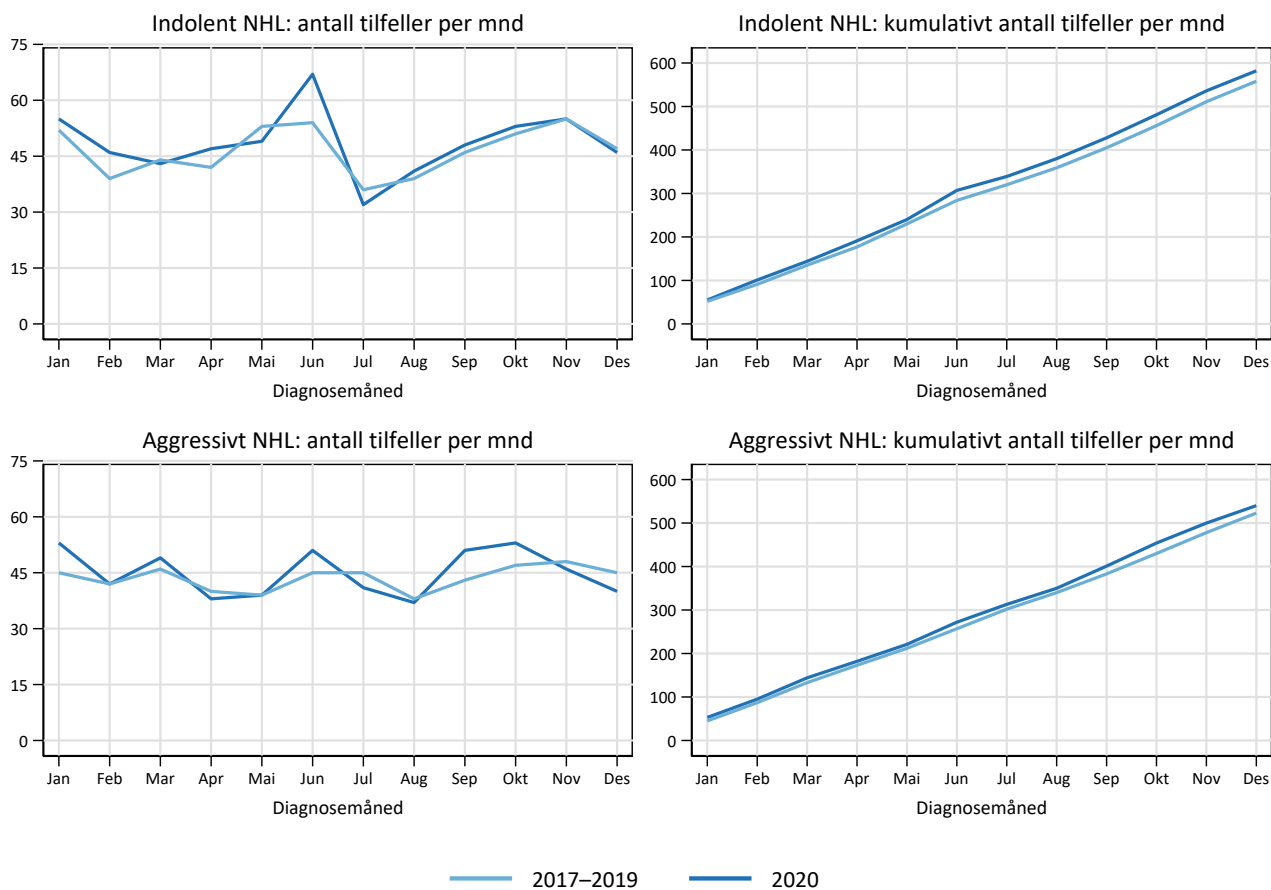 Indolent NHL: antall tilfeller per mnd
75
60
45
30
15
0
Jan Feb Mar Apr Mai Jun Jul Aug Sep Okt Nov Des
Diagnosemåned
Indolent NHL: kumulativt antall tilfeller per mnd
600
500
400
300
200
100
0
Jan Feb Mar Apr Mai Jun Jul Aug Sep Okt Nov Des
Diagnosemåned
Aggressivt NHL: antall tilfeller per mnd
75
60
45
30
15
0
Jan Feb Mar Apr Mai Jun Jul Aug Sep Okt Nov Des
Diagnosemåned
Aggressivt NHL: kumulativt antall tilfeller per mnd
600
500
400
300
200
100
0
Jan Feb Mar Apr Mai Jun Jul Aug Sep Okt Nov Des
Diagnosemåned
2017–2019 2020